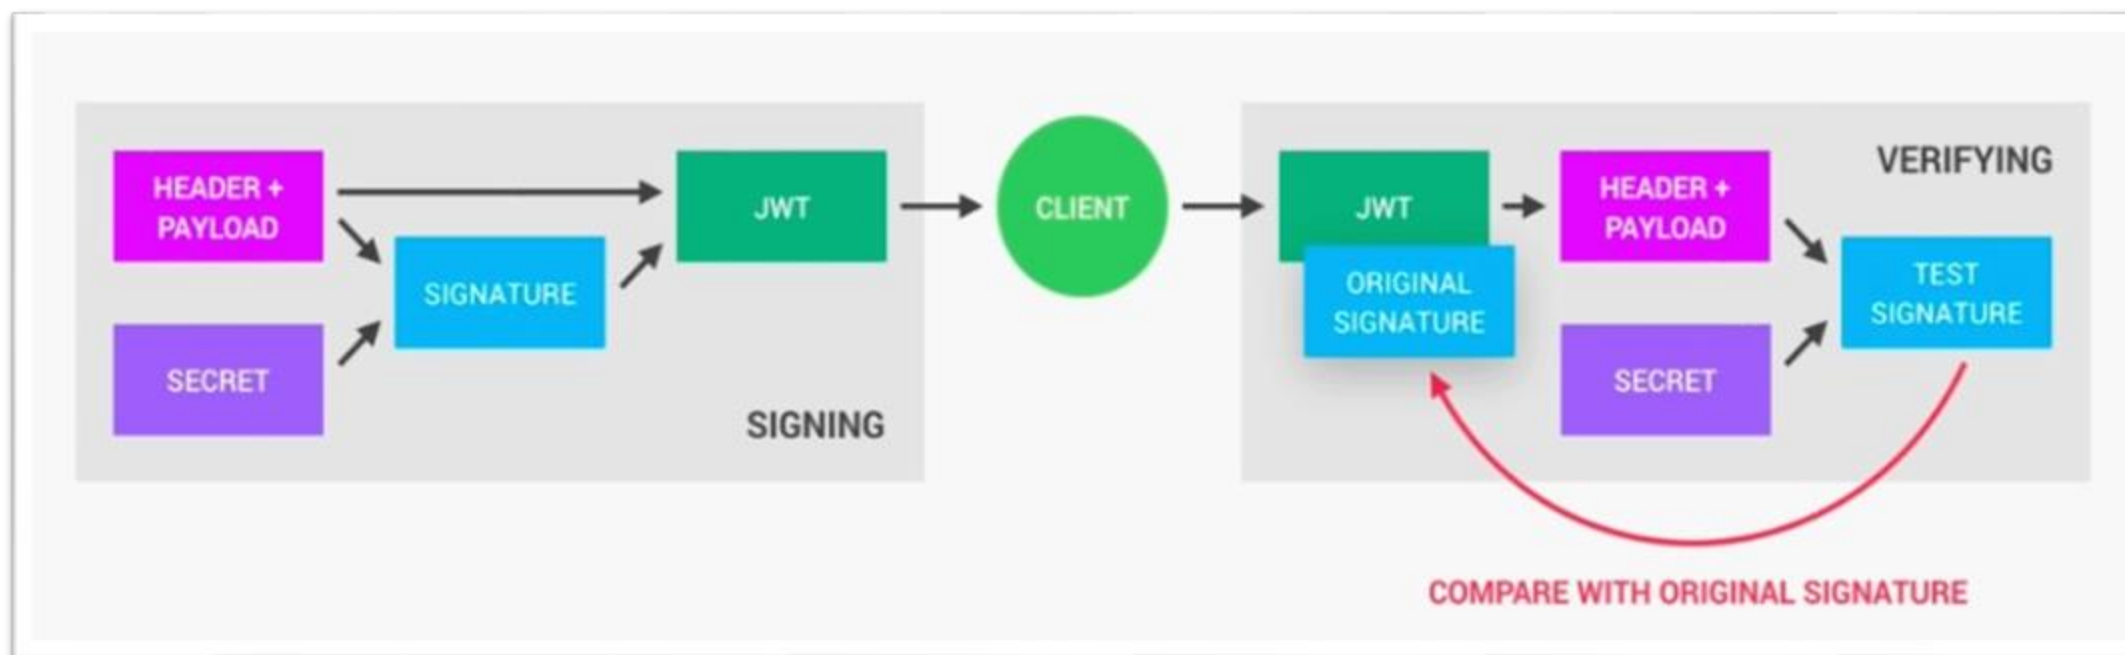 HEADER +
PAYLOAD
SECRET
SIGNATURE
JWT
SIGNING
CLIENT
JWT
ORIGINAL
SIGNATURE
HEADER +
PAYLOAD
SECRET
VERIFYING
TEST
SIGNATURE
COMPARE WITH ORIGINAL SIGNATURE